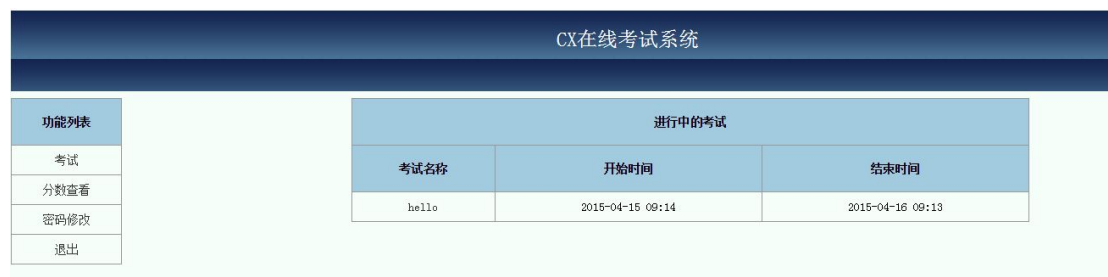 CX在线考试系统
功能列表
考试
分数查看
密码修改
退出
进行中的考试
考试名称 开始时间 结束时间
hello 2015-04-15 09:14 2015-04-16 09:13